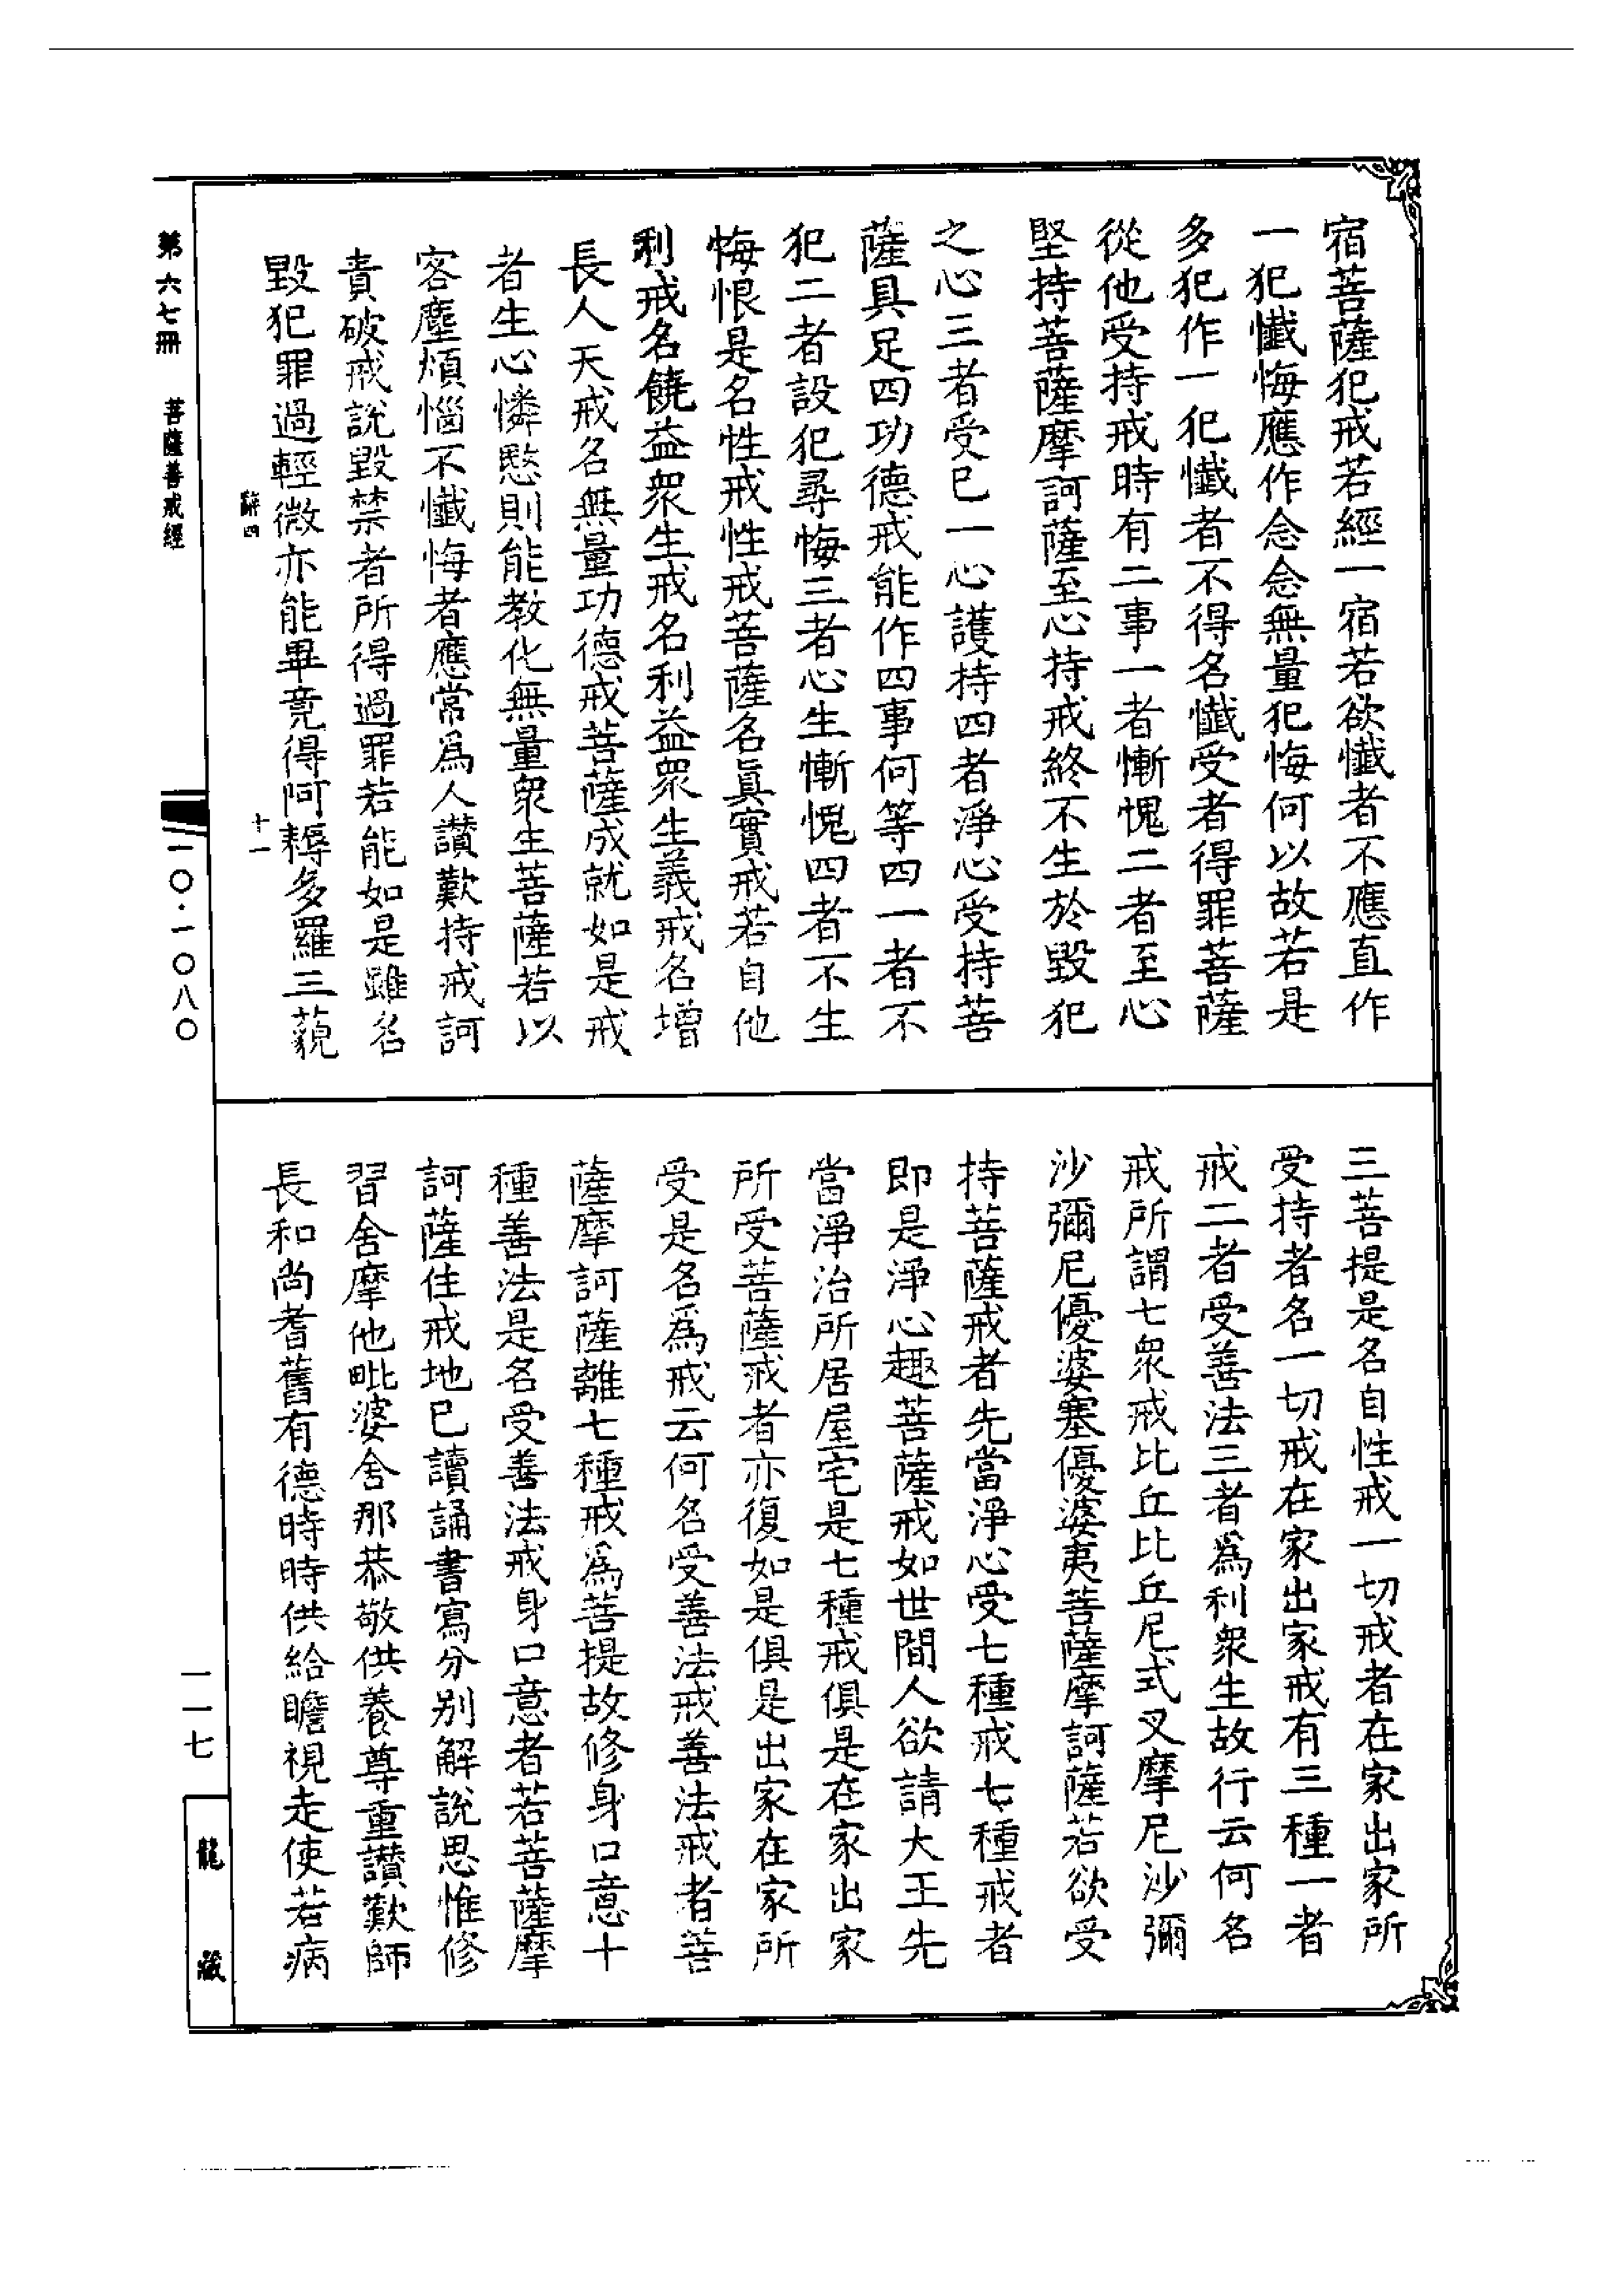 宿菩薩犯戒若經一宿若欲懺者不應直作
一犯懺悔應作念念無量犯悔何以故若是
多犯作一犯懺者不得名懺受者得罪菩薩
從他受持戒時有二事一者慚愧二者至心
堅持菩薩摩訶薩至心持戒終不生於毀犯
之心三者受已一心護持四者淨心受持菩
薩具足四功德戒能作四事何等四一者不
犯二者設犯尋悔三者心生慚愧四者不生
悔恨是名性戒性戒菩薩名眞實戒若自他
利戒名饒益衆生戒名利益衆生義戒名增
長人天戒名無量功德戒菩薩成就如是戒
者生心憐愍則能教化無量衆生菩薩若以
客塵煩惱不懺悔者應常爲人讃歎持戒訶
責破戒說毀禁者所得過罪若能如是雖名
毀犯罪過輕微亦能畢竟得阿耨多羅三藐
辭四 十一
三菩提是名自性戒一切戒者在家出家所
受持者名一切戒在家出家戒有三種一者
戒二者受善法三者爲利衆生故行云何名
戒所謂七衆戒比丘比丘尼式叉摩尼沙彌
沙彌尼優婆塞優婆夷菩薩摩訶薩若欲受
持菩薩戒者先當淨心受七種戒七種戒者
即是淨心趣菩薩戒如世間人欲請大王先
當淨治所居屋宅是七種戒俱是在家出家
所受菩薩戒者亦復如是俱是出家在家所
受是名爲戒云何名受善法戒善法戒者菩
薩摩訶薩離七種戒爲菩提故修身口意十
種善法是名受善法戒身口意者若菩薩摩
訶薩住戒地已讀誦書寫分别解說思惟修
習舍摩他毗婆舍那恭敬供養尊重讃歎師
長和尚耆舊有德時時供給瞻視走使若病
第六七冊 菩薩善戒經
一〇·一〇八〇
一一七
龍藏